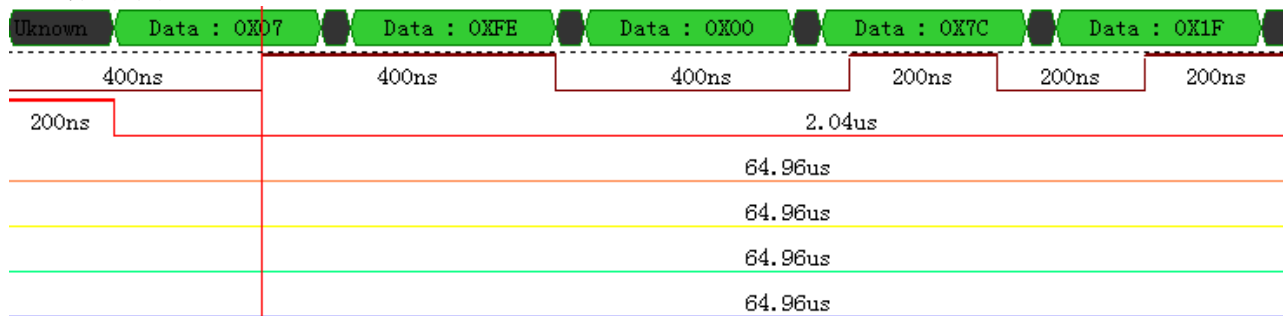 Uknown Data : 0X07 Data : 0XFE Data : 0X00 Data : 0X7C Data : 0X1F
400ns 400ns 400ns 200ns 200ns 200ns
200ns 2.04us
64.96us
64.96us
64.96us
64.96us